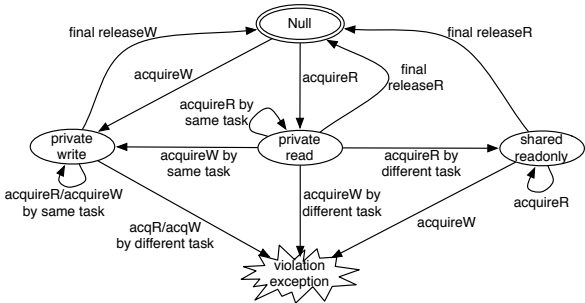 Null
final releaseW
final releaseR
acquireW
acquireR
final
releaseR
acquireR by
same task
private
write
private
read
shared
readonly
acquireW by
same task
acquireR by
different task
acquireR/acquireW
by same task
acquireW by
different task
acquireR
acqR/acqW
by different task
acquireW
violation
exception